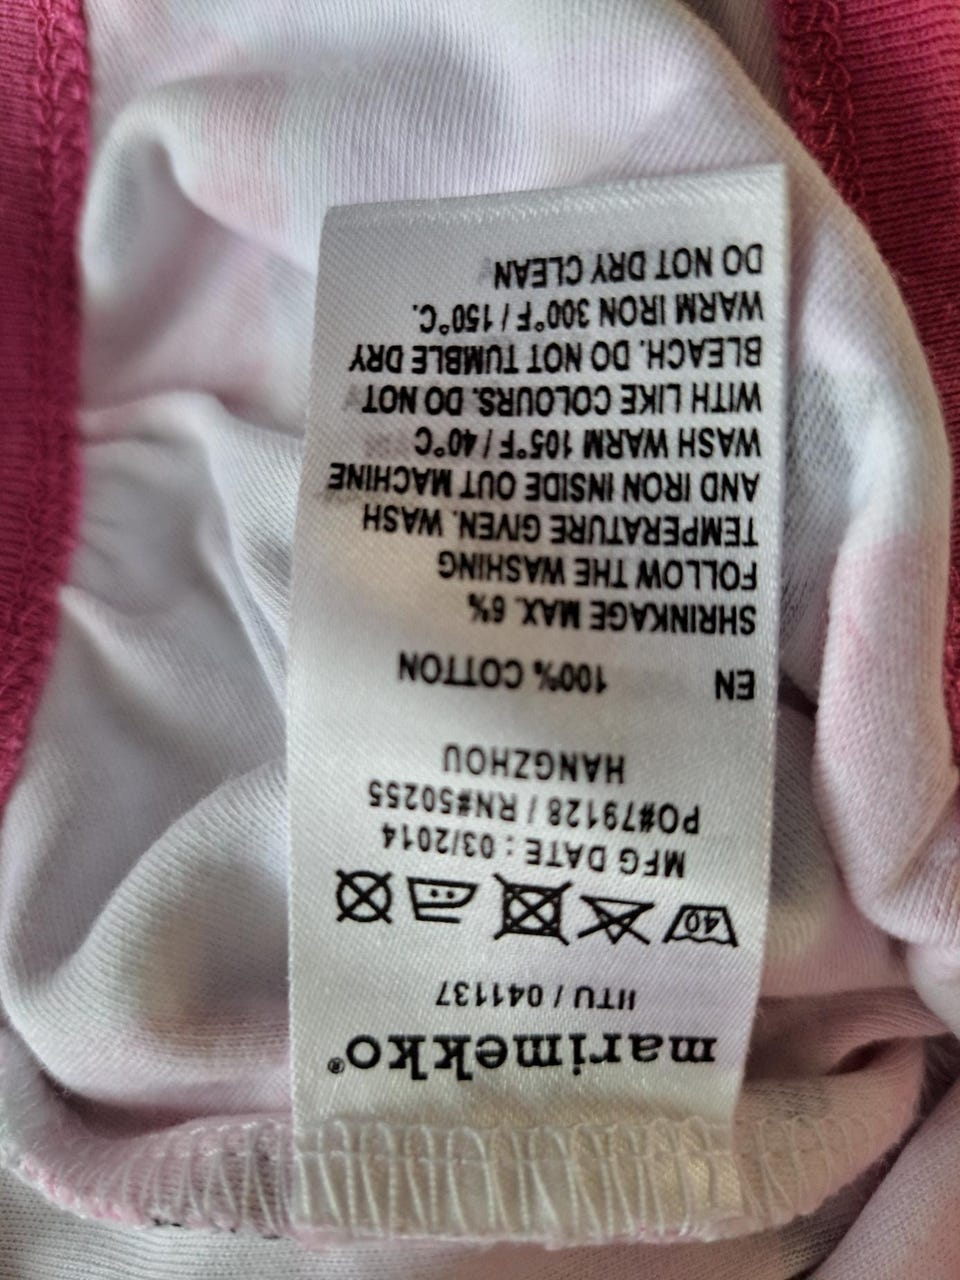 marimekko®
IITU / 041137
40
MFG DATE : 03/2014
PO#79128 / RN#50255
HANGZHOU
EN 100% COTTON
SHRINKAGE MAX. 6%
FOLLOW THE WASHING
TEMPERATURE GIVEN. WASH
AND IRON INSIDE OUT MACHINE
WASH WARM 105°F / 40°C
WITH LIKE COLOURS. DO NOT
BLEACH. DO NOT TUMBLE DRY
WARM IRON 300°F / 150°C.
DO NOT DRY CLEAN